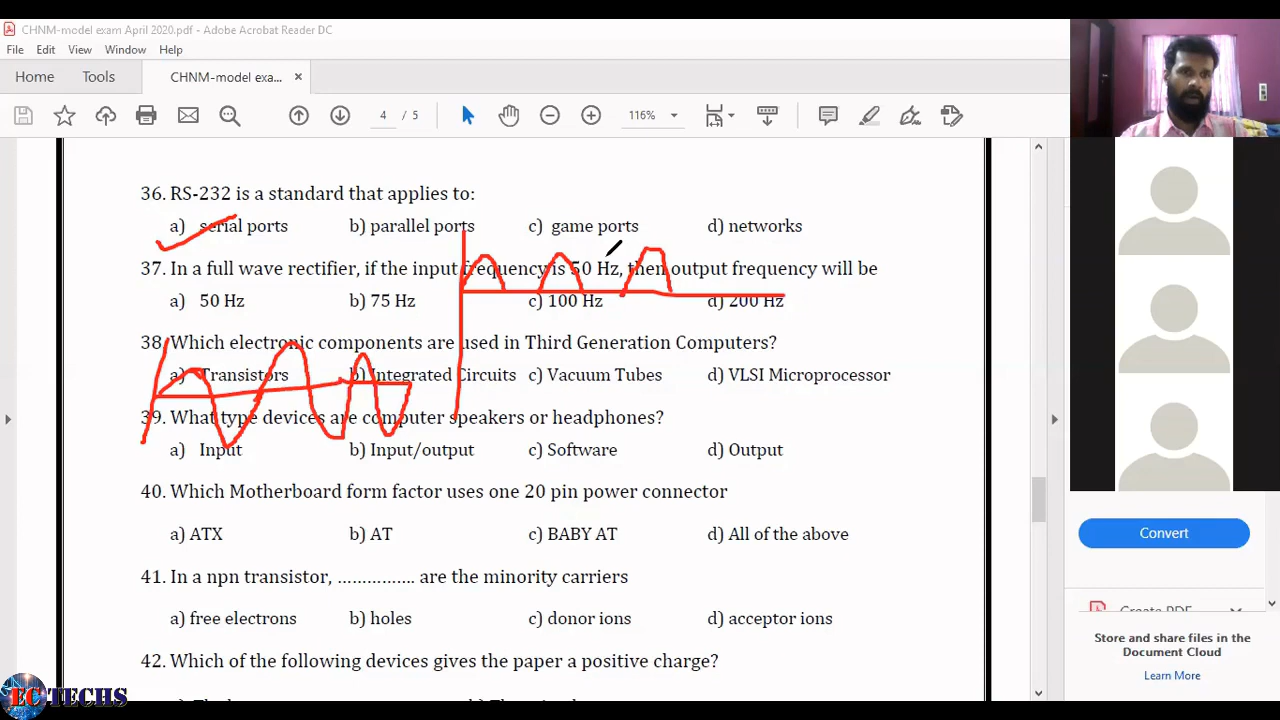 CHNM-model exam April 2020.pdf - Adobe Acrobat Reader DC
File Edit View Window Help
Home Tools CHNM-model exa... ×
4 / 5 116%
36. RS-232 is a standard that applies to:
a) serial ports b) parallel ports c) game ports d) networks
37. In a full wave rectifier, if the input frequency is 50 Hz, then output frequency will be
a) 50 Hz b) 75 Hz c) 100 Hz d) 200 Hz
38. Which electronic components are used in Third Generation Computers?
a) Transistors b) Integrated Circuits c) Vacuum Tubes d) VLSI Microprocessor
39. What type devices are computer speakers or headphones?
a) Input b) Input/output c) Software d) Output
40. Which Motherboard form factor uses one 20 pin power connector
a) ATX b) AT c) BABY AT d) All of the above
41. In a npn transistor, ................ are the minority carriers
a) free electrons b) holes c) donor ions d) acceptor ions
42. Which of the following devices gives the paper a positive charge?
Convert
Create PDF
Store and share files in the
Document Cloud
Learn More
EC TECHS